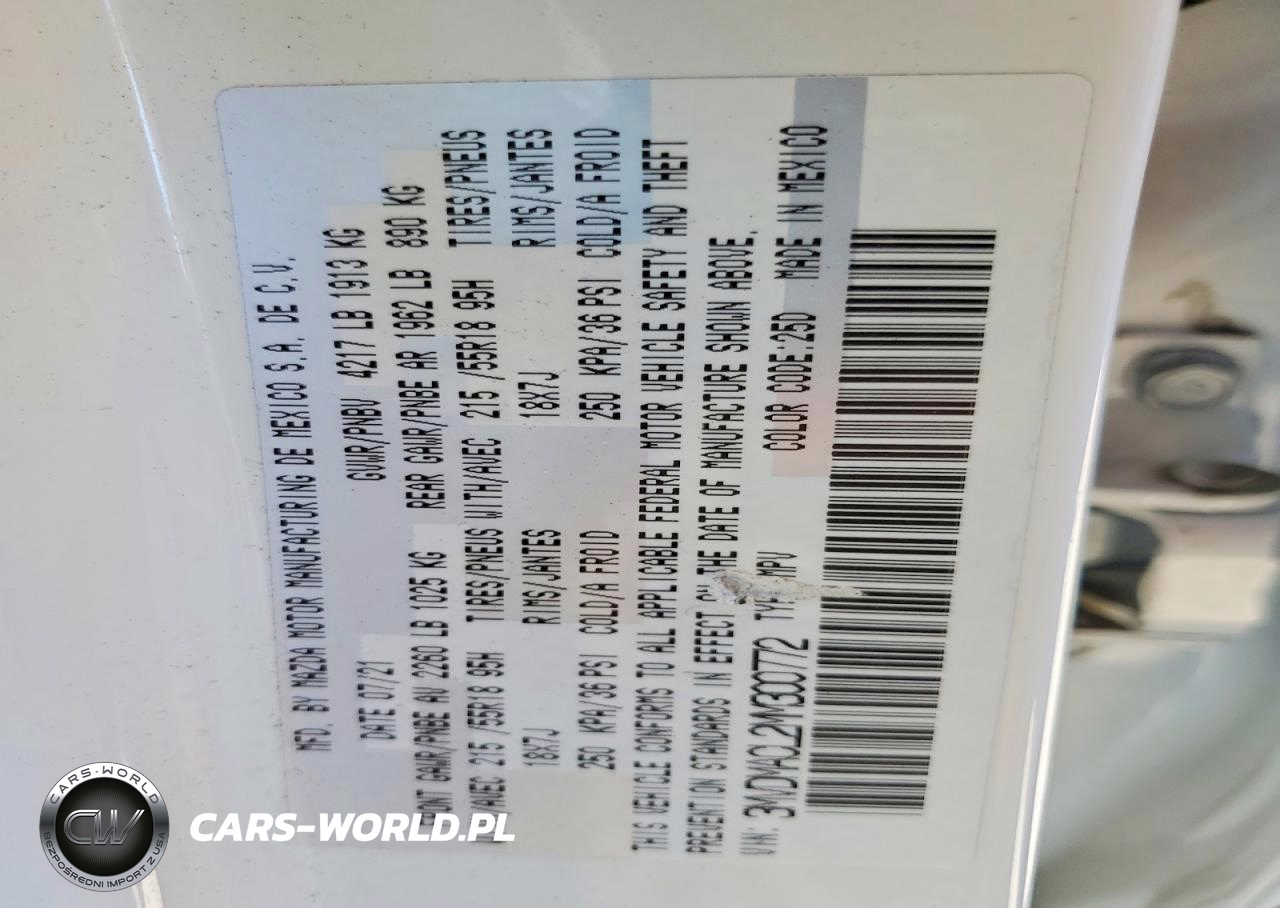 MFD. BY MAZDA MOTOR MANUFACTURING DE MEXICO S.A. DE C.V.
DATE 07/21 GVWR/PNBV 4217 LB 1913 KG
FRONT GAWR/PNBE AV 2260 LB 1025 KG REAR GAWR/PNBE AR 1962 LB 890 KG
/AVEC 215 /55R18 95H TIRES/PNEUS WITH/AVEC 215 /55R18 95H TIRES/PNEUS
18X7J RIMS/JANTES 18X7J RIMS/JANTES
250 KPA/36 PSI COLD/A FROID 250 KPA/36 PSI COLD/A FROID
THIS VEHICLE CONFORMS TO ALL APPLICABLE FEDERAL MOTOR VEHICLE SAFETY AND THEFT
PREVENTION STANDARDS IN EFFECT THE DATE OF MANUFACTURE SHOWN ABOVE.
VIN: TYPE MPV COLOR CODE:25D MADE IN MEXICO
CARS-WORLD
CW
BEZPOŚREDNI IMPORT Z USA
CARS-WORLD.PL